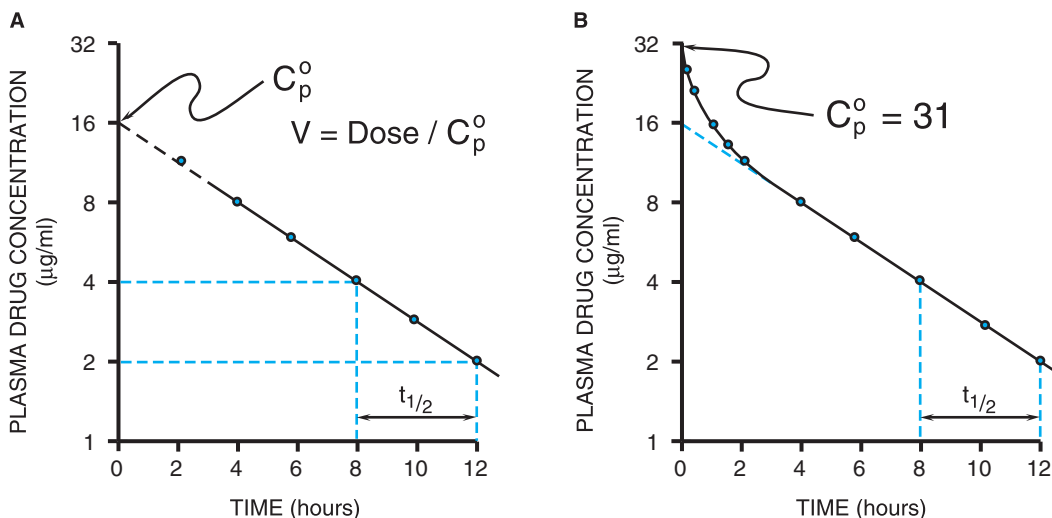 A
PLASMA DRUG CONCENTRATION
(μg/ml)
32
16
8
4
2
1
C°p
V = Dose / C°p
t1/2
0 2 4 6 8 10 12
TIME (hours)
B
PLASMA DRUG CONCENTRATION
(μg/ml)
32
16
8
4
2
1
C°p = 31
t1/2
0 2 4 6 8 10 12
TIME (hours)